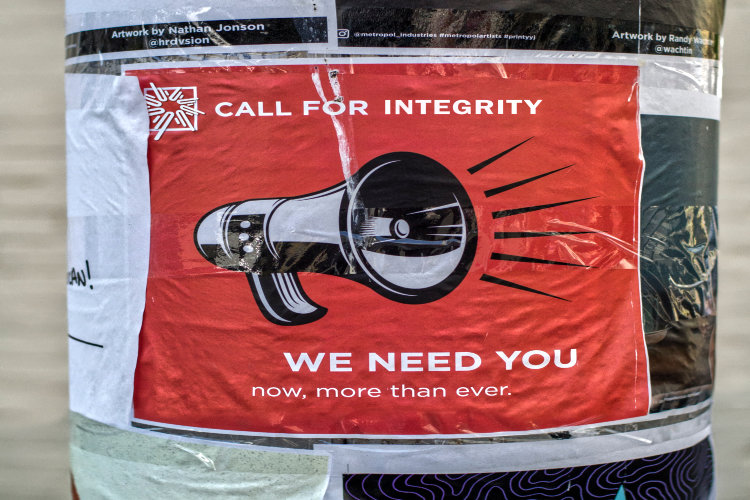 Artwork by Nathan Jonson
@hrdvsion
@metropol_industries #metropolartists #printyyj
Artwork by Randy
@wachtin
CALL FOR INTEGRITY
WE NEED YOU
now, more than ever.